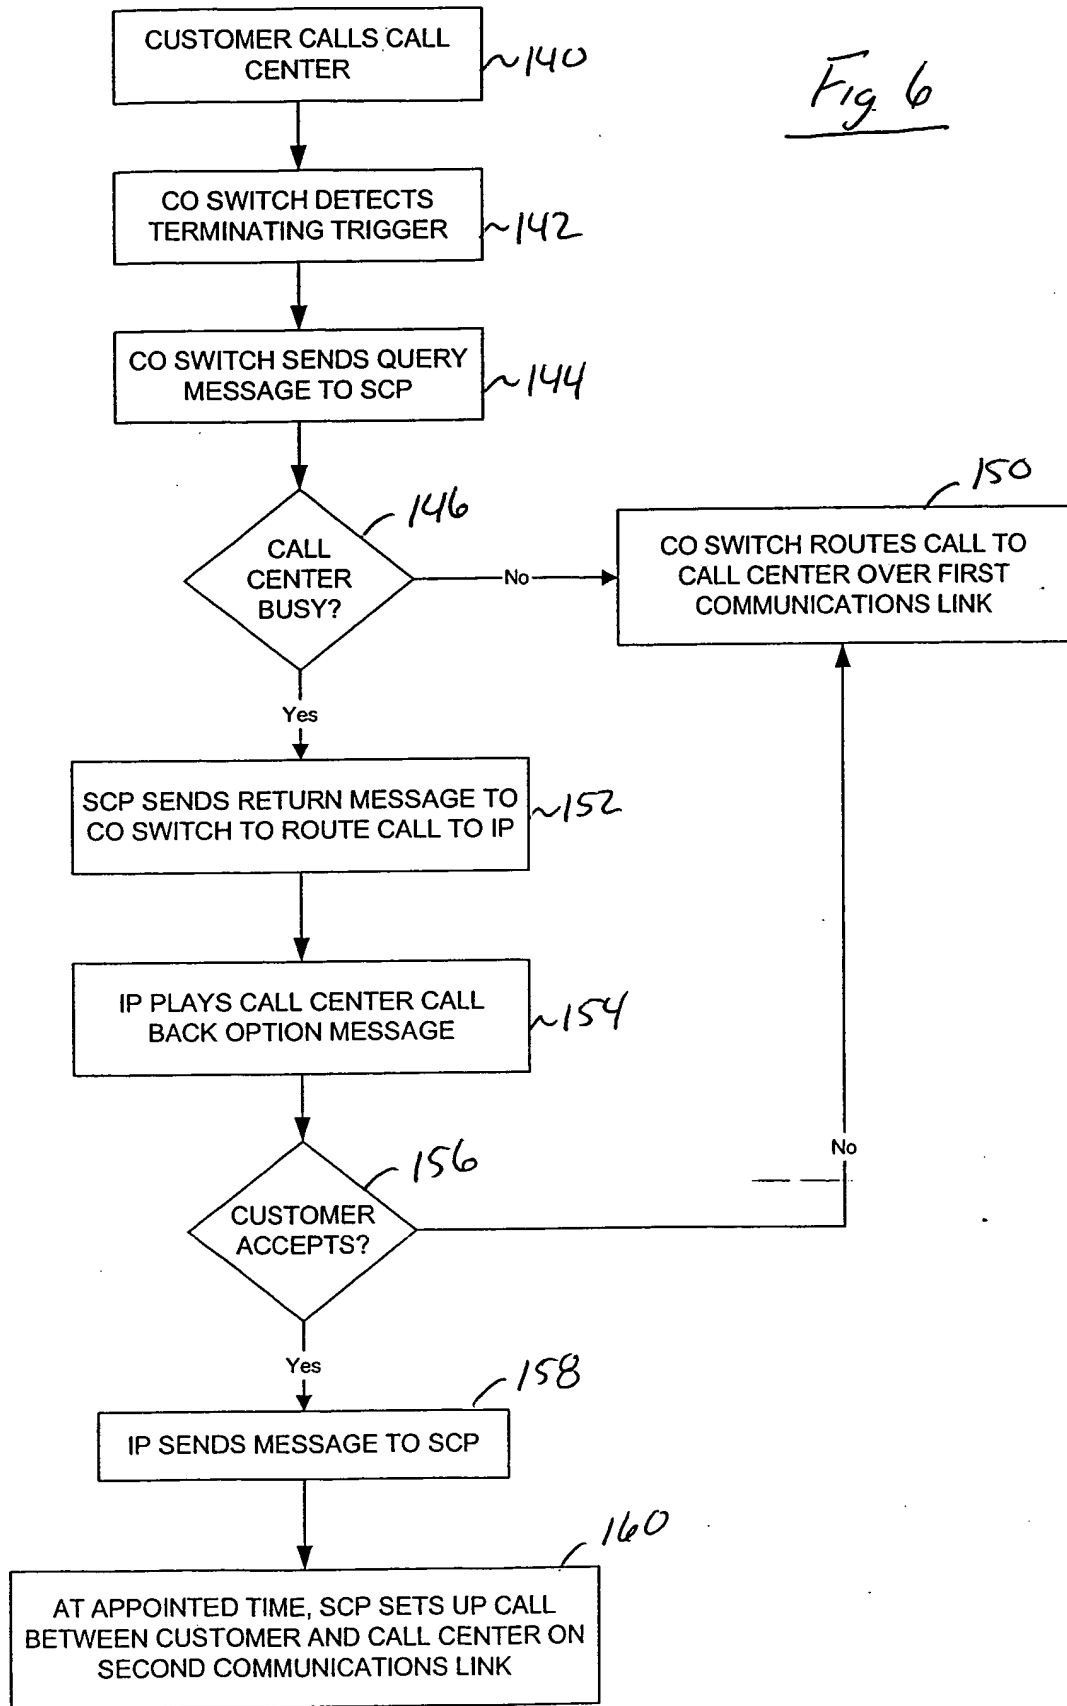 CUSTOMER CALLS CALL
CENTER
~140
Fig 6
CO SWITCH DETECTS
TERMINATING TRIGGER
~142
CO SWITCH SENDS QUERY
MESSAGE TO SCP
~144
146
CALL
CENTER
BUSY?
No
150
CO SWITCH ROUTES CALL TO
CALL CENTER OVER FIRST
COMMUNICATIONS LINK
Yes
SCP SENDS RETURN MESSAGE TO
CO SWITCH TO ROUTE CALL TO IP
~152
IP PLAYS CALL CENTER CALL
BACK OPTION MESSAGE
~154
156
CUSTOMER
ACCEPTS?
No
Yes
158
IP SENDS MESSAGE TO SCP
160
AT APPOINTED TIME, SCP SETS UP CALL
BETWEEN CUSTOMER AND CALL CENTER ON
SECOND COMMUNICATIONS LINK